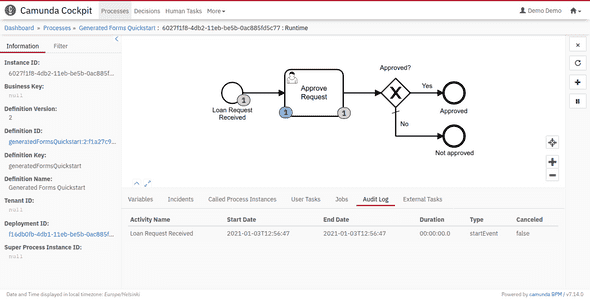 Camunda Cockpit
Processes
Decisions
Human Tasks
More
Demo Demo
Dashboard » Processes » Generated Forms Quickstart : 6027f1f8-4db2-11eb-be5b-0ac885fd5c77 : Runtime
Information
Filter
Instance ID:
6027f1f8-4db2-11eb-be5b-0ac885f...
Business Key:
null
Definition Version:
2
Definition ID:
generatedFormsQuickstart:2:f1a27c9...
Definition Key:
generatedFormsQuickstart
Definition Name:
Generated Forms Quickstart
Tenant ID:
null
Deployment ID:
f16db0fb-4db1-11eb-be5b-0ac885f...
Super Process Instance ID:
null
Loan Request
Received
1
Approve
Request
1
1
Approved?
X
Yes
Approved
No
Not approved
Variables
Incidents
Called Process Instances
User Tasks
Jobs
Audit Log
External Tasks
Activity Name Start Date End Date Duration Type Canceled
Loan Request Received 2021-01-03T12:56:47 2021-01-03T12:56:47 00:00:00.0 startEvent false
Date and Time displayed in local timezone: Europe/Helsinki
Powered by camunda BPM / v7.14.0